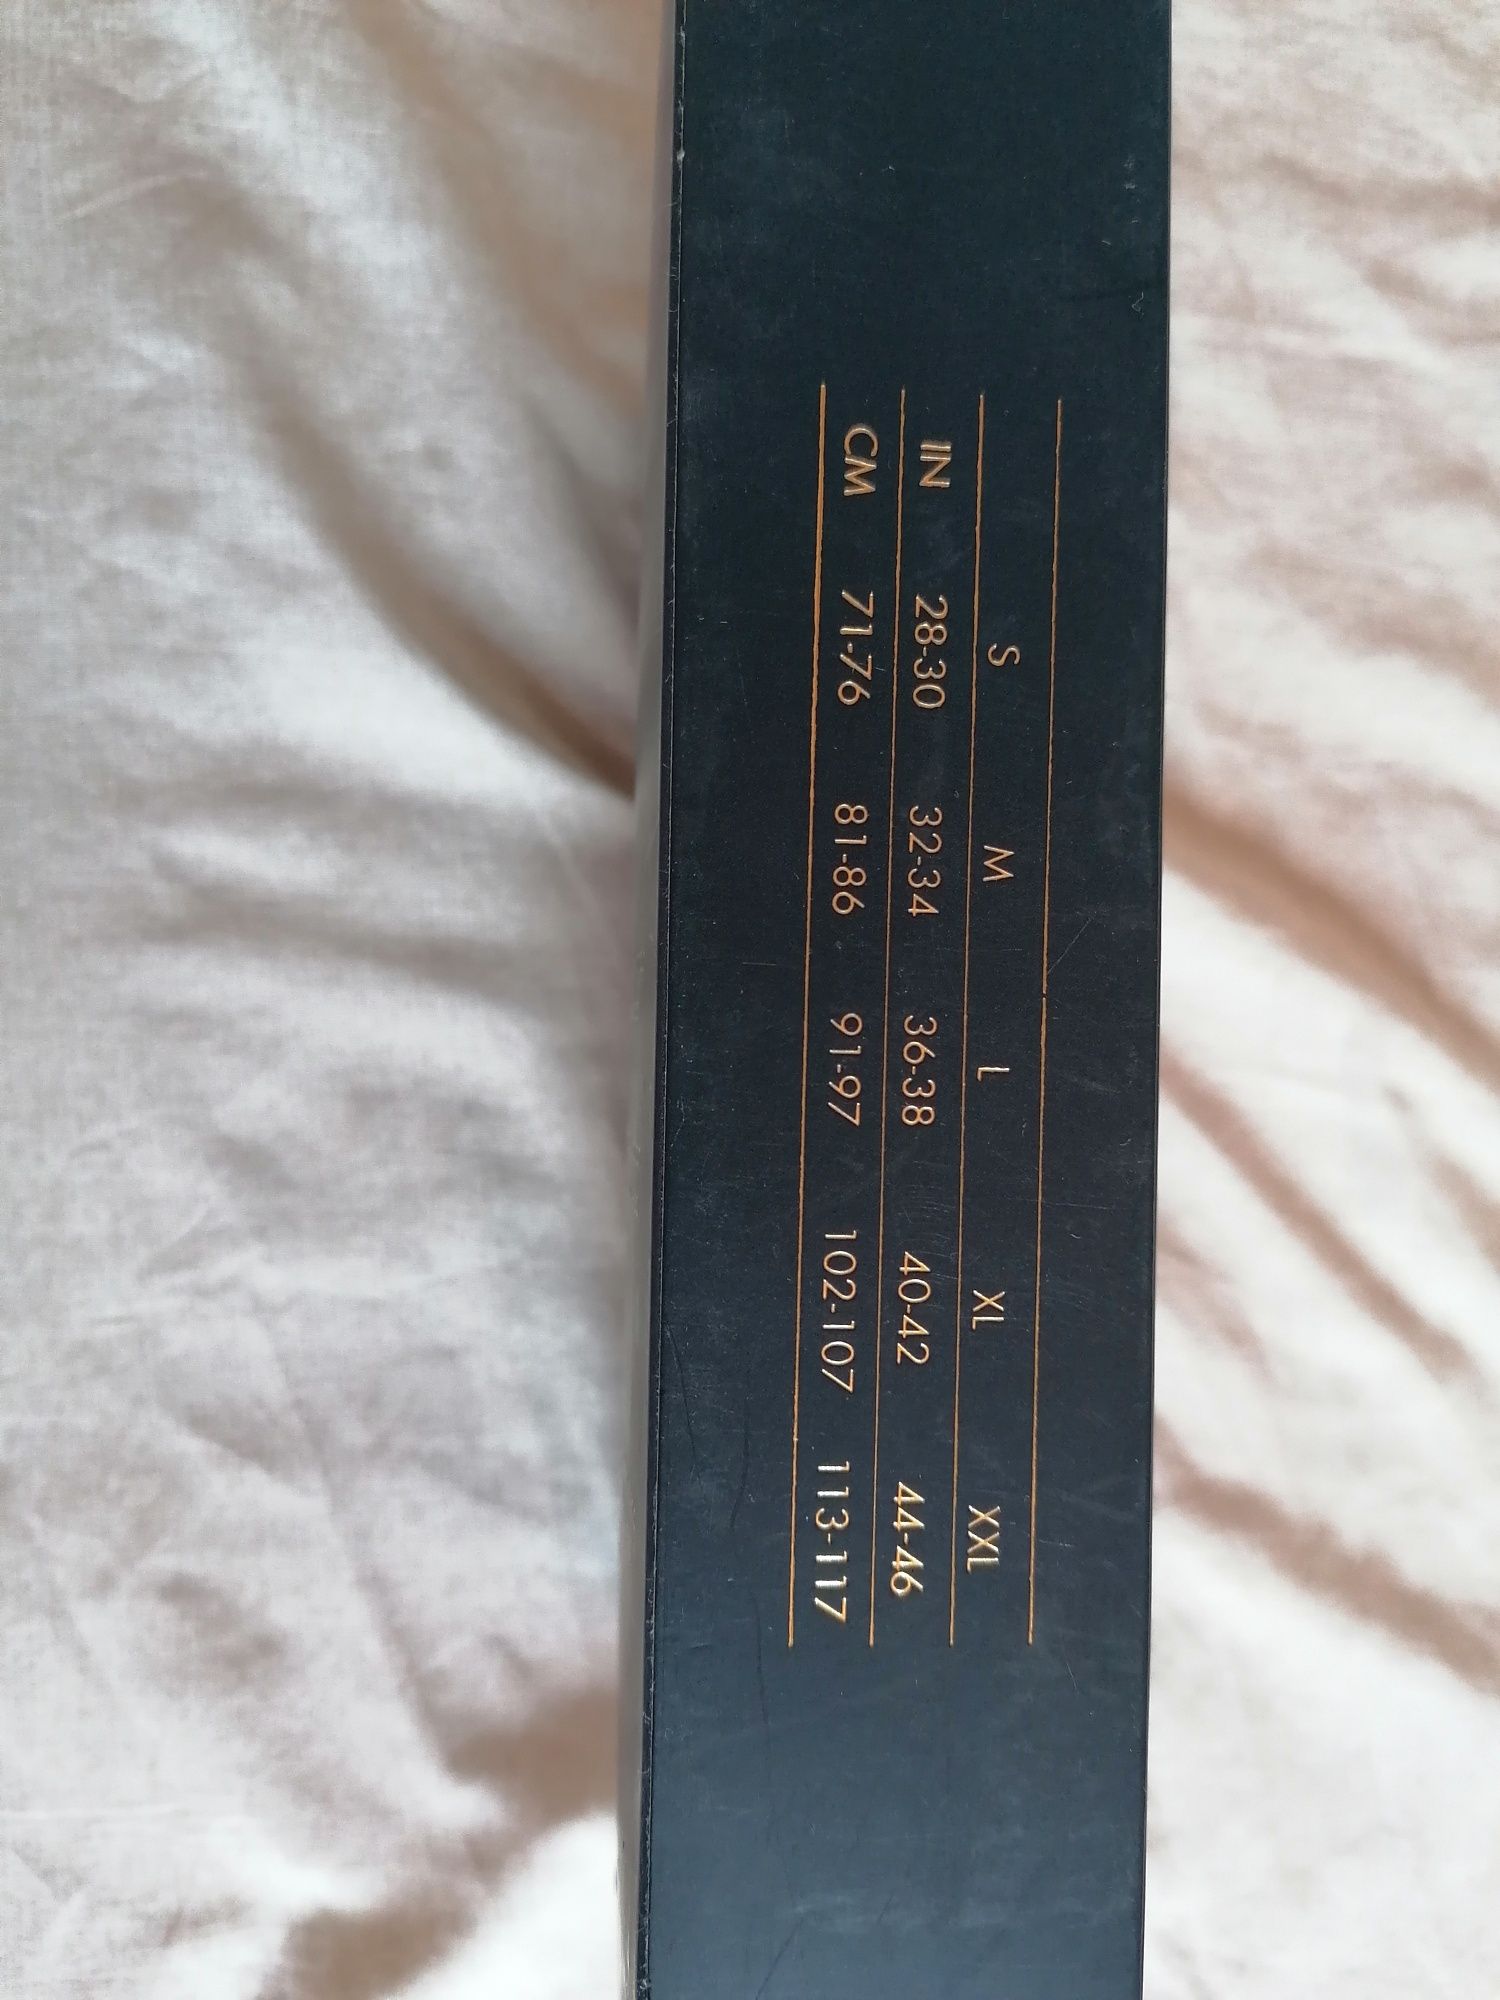 S M L XL XXL
IN 28-30 32-34 36-38 40-42 44-46
CM 71-76 81-86 91-97 102-107 113-117